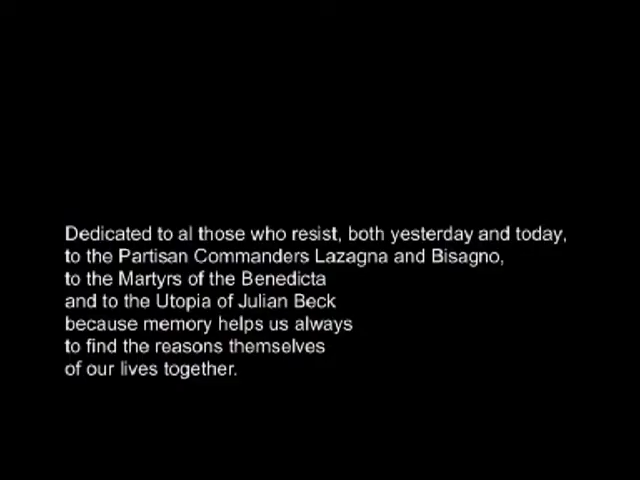 Dedicated to al those who resist, both yesterday and today,
to the Partisan Commanders Lazagna and Bisagno,
to the Martyrs of the Benedicta
and to the Utopia of Julian Beck
because memory helps us always
to find the reasons themselves
of our lives together.